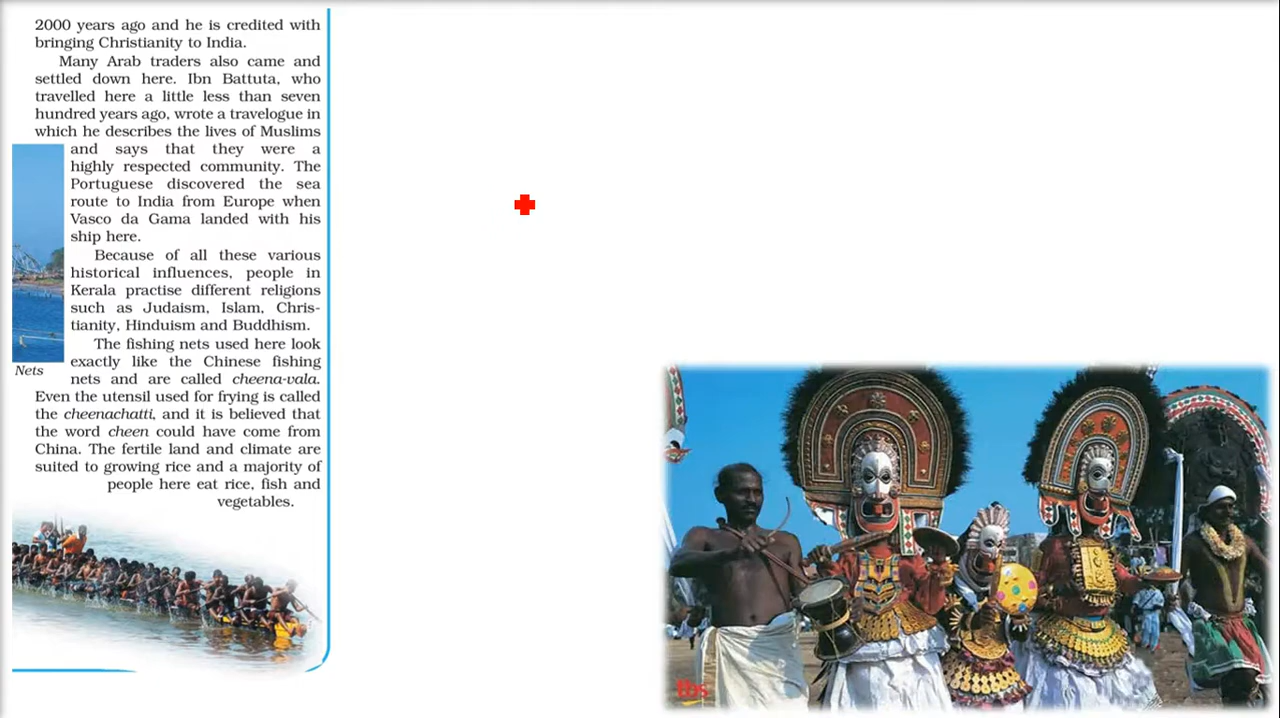 2000 years ago and he is credited with
bringing Christianity to India.
Many Arab traders also came and
settled down here. Ibn Battuta, who
travelled here a little less than seven
hundred years ago, wrote a travelogue in
which he describes the lives of Muslims
and says that they were a
highly respected community. The
Portuguese discovered the sea
route to India from Europe when
Vasco da Gama landed with his
ship here.
Because of all these various
historical influences, people in
Kerala practise different religions
such as Judaism, Islam, Chris-
tianity, Hinduism and Buddhism.
The fishing nets used here look
exactly like the Chinese fishing
nets and are called cheena-vala.
Even the utensil used for frying is called
the cheenachatti, and it is believed that
the word cheen could have come from
China. The fertile land and climate are
suited to growing rice and a majority of
people here eat rice, fish and
vegetables.
Nets
tbs